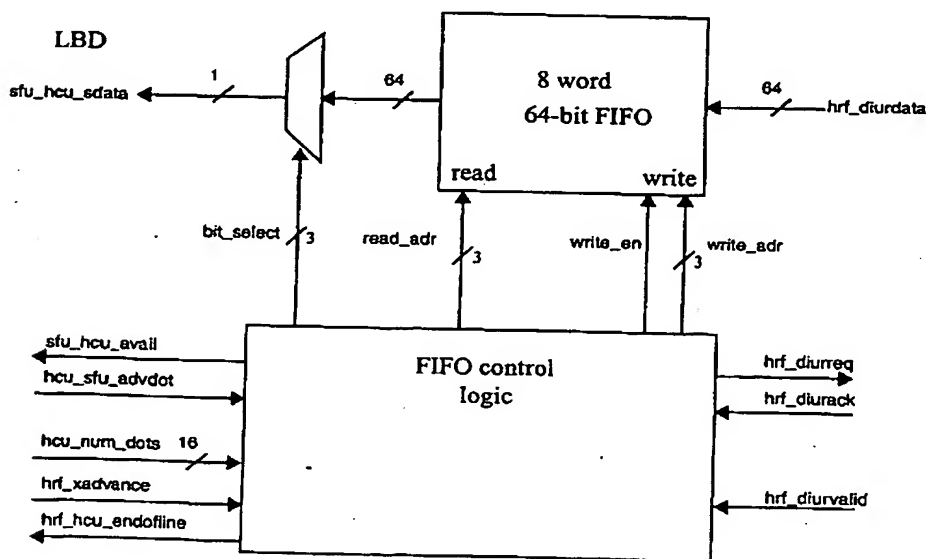 LBD
sfu_hcu_sdata
1
64
8 word
64-bit FIFO
64
hrf_diurdata
read
write
bit_select
3
read_adr
3
write_en
write_adr
3
sfu_hcu_avail
hcu_sfu_advdot
hcu_num_dots
16
hrf_xadvance
hrf_hcu_endofline
FIFO control
logic
hrf_diurreq
hrf_diurack
hrf_diurvalid